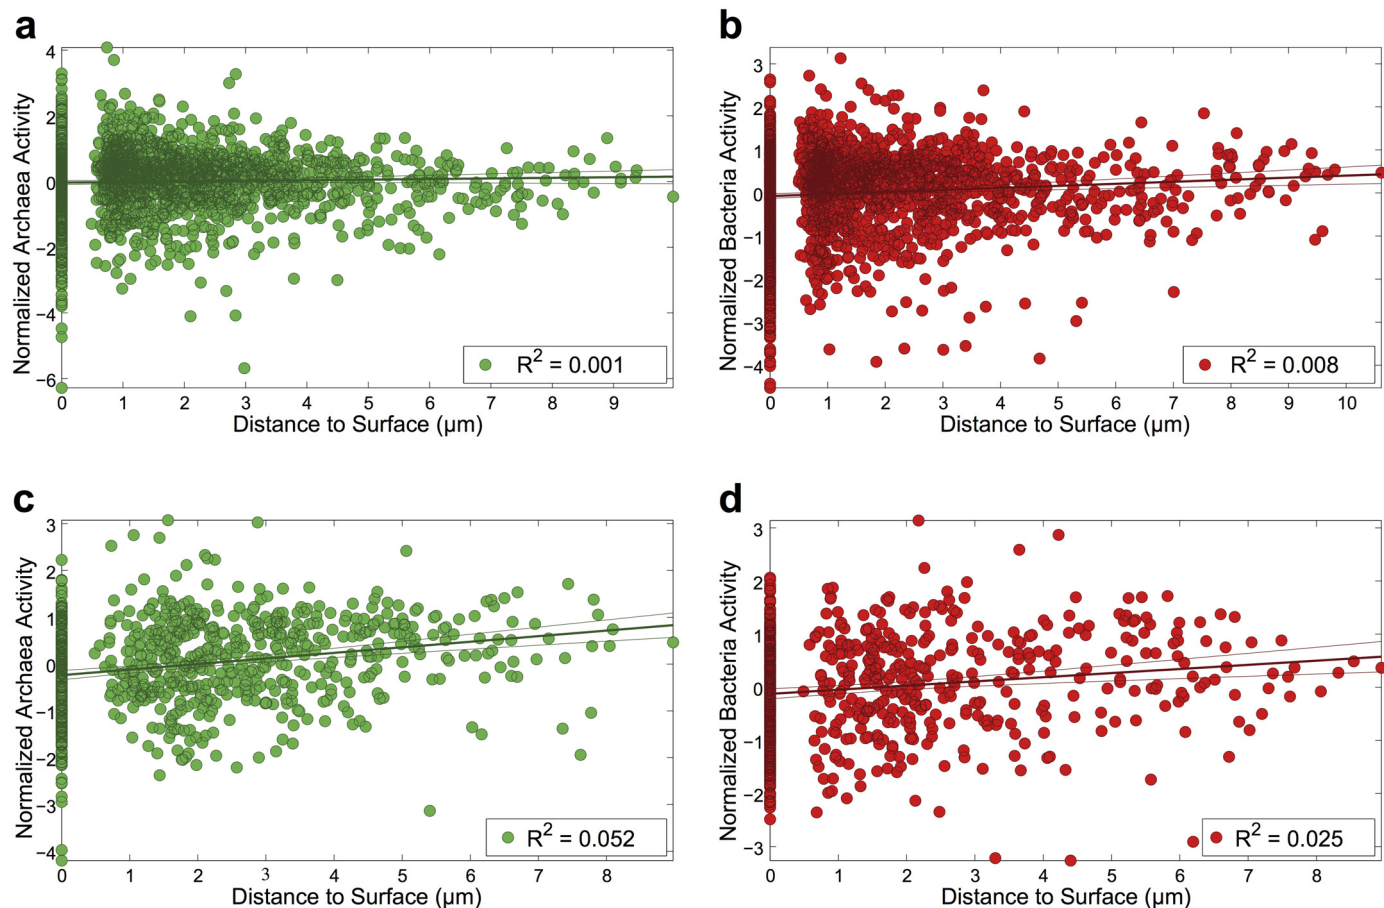 a
Normalized Archaea Activity
4
2
0
−2
−4
−6
0 1 2 3 4 5 6 7 8 9
Distance to Surface (µm)
R² = 0.001
b
Normalized Bacteria Activity
3
2
1
0
−1
−2
−3
−4
0 1 2 3 4 5 6 7 8 9 10
Distance to Surface (µm)
R² = 0.008
c
Normalized Archaea Activity
3
2
1
0
−1
−2
−3
−4
0 1 2 3 4 5 6 7 8
Distance to Surface (µm)
R² = 0.052
d
Normalized Bacteria Activity
3
2
1
0
−1
−2
−3
0 1 2 3 4 5 6 7 8
Distance to Surface (µm)
R² = 0.025